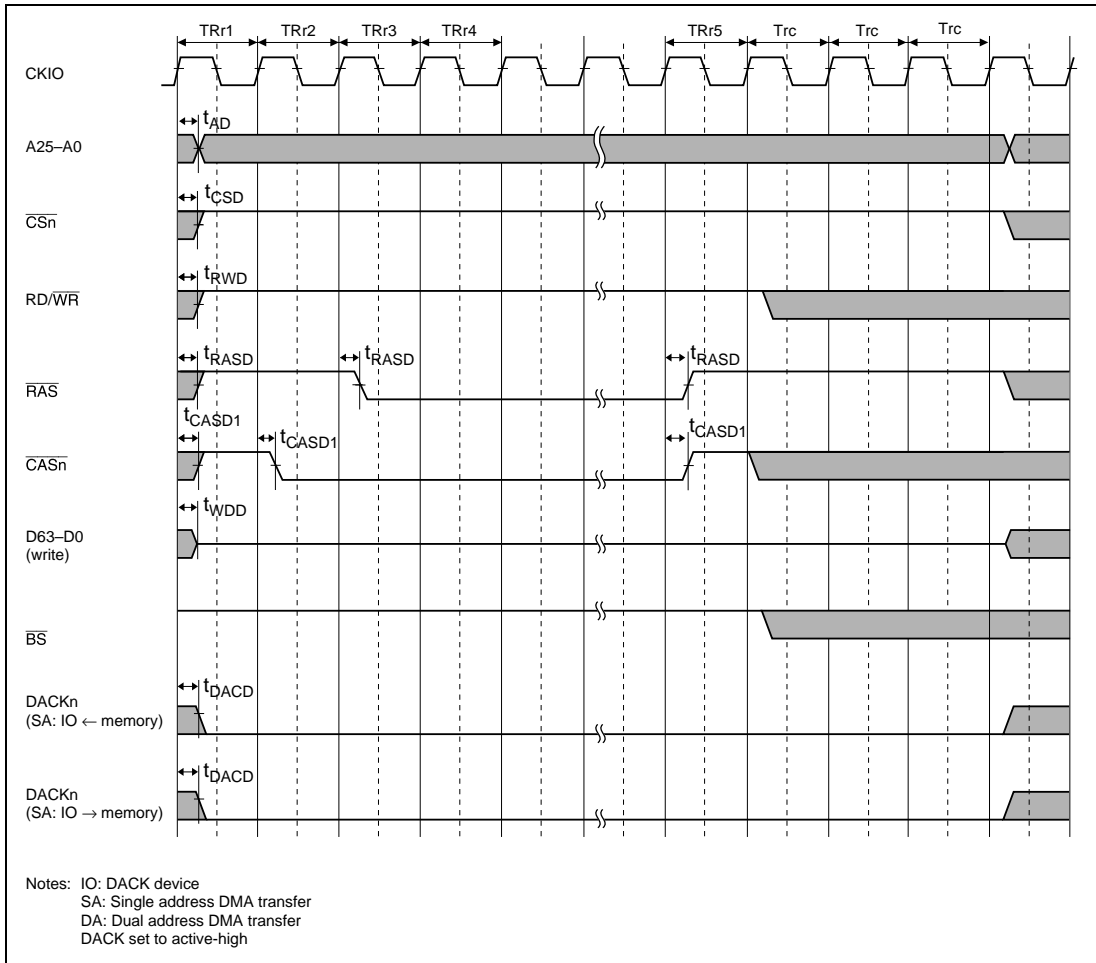 TRr1 TRr2 TRr3 TRr4 TRr5 Trc Trc Trc
CKIO
tAD
A25–A0
tCSD
CSn
tRWD
RD/WR
tRASD tRASD tRASD
RAS
tCASD1 tCASD1 tCASD1
CASn
tWDD
D63–D0
(write)
BS
tDACD
DACKn
(SA: IO ← memory)
tDACD
DACKn
(SA: IO → memory)
Notes: IO: DACK device
SA: Single address DMA transfer
DA: Dual address DMA transfer
DACK set to active-high